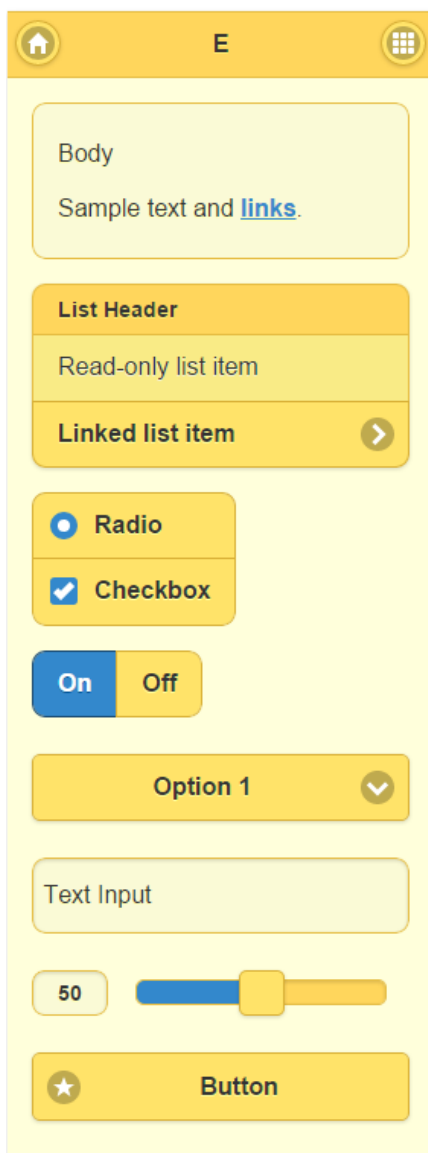 E
Body
Sample text and links.
List Header
Read-only list item
Linked list item
Radio
Checkbox
On Off
Option 1
Text Input
50
Button